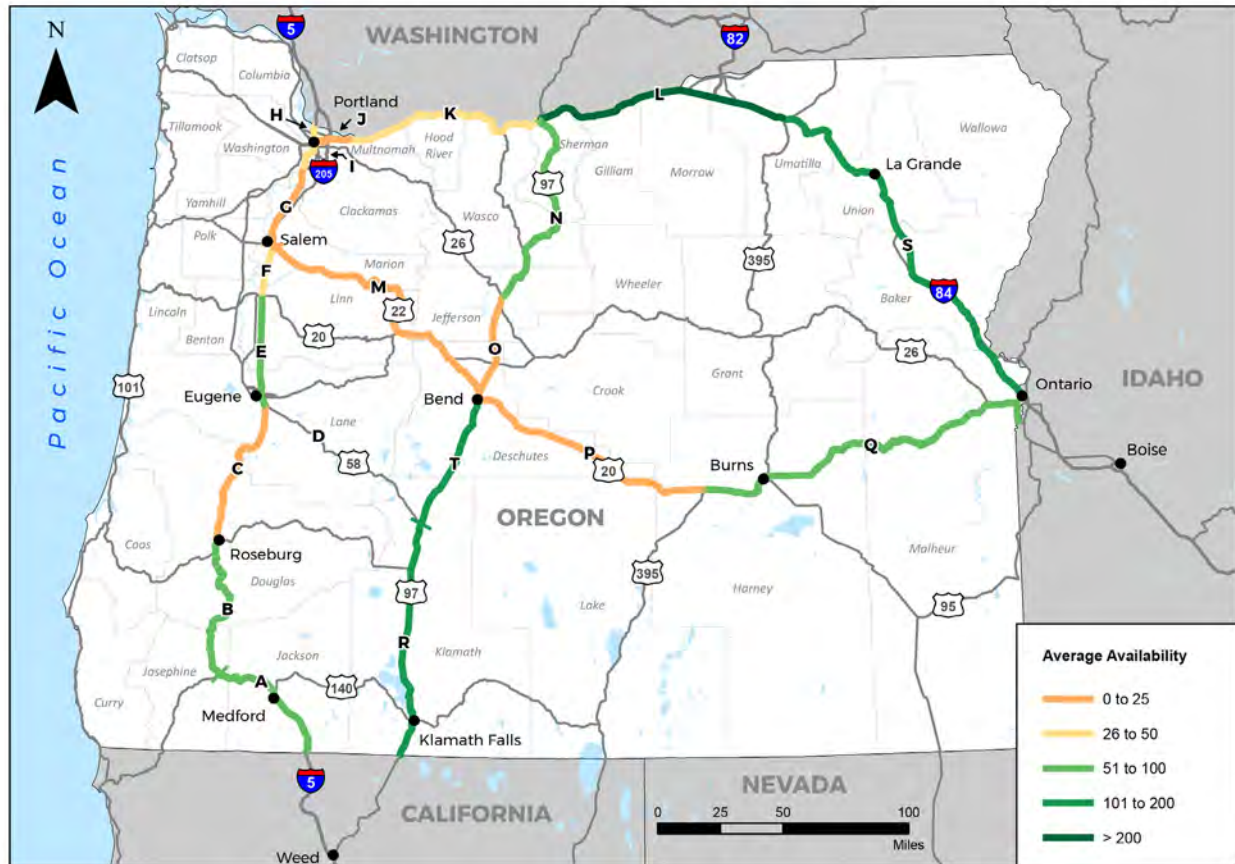 N
5
WASHINGTON
82
Clatsop
Columbia
Portland
H
J
K
L
Tillamook
Washington
Multnomah
Hood
River
Sherman
Wallowa
I
205
Umatilla
La Grande
97
Gilliam
Morrow
Yamhill
G
Clackamas
Wasco
N
Union
Polk
Salem
26
S
F
Marion
395
84
M
Wheeler
Baker
Lincoln
Linn
22
Jefferson
Benton
20
E
O
26
101
Crook
Grant
Ontario
IDAHO
Eugene
Bend
Pacific Ocean
Lane
D
Deschutes
P
Q
58
T
20
Burns
Boise
C
OREGON
Coos
Roseburg
Malheur
Douglas
395
97
Harney
95
B
Lake
R
Klamath
Josephine
Jackson
A
140
Curry
Medford
Klamath Falls
5
NEVADA
CALIFORNIA
Weed
0
25
50
100
Miles
Average Availability
0 to 25
26 to 50
51 to 100
101 to 200
> 200